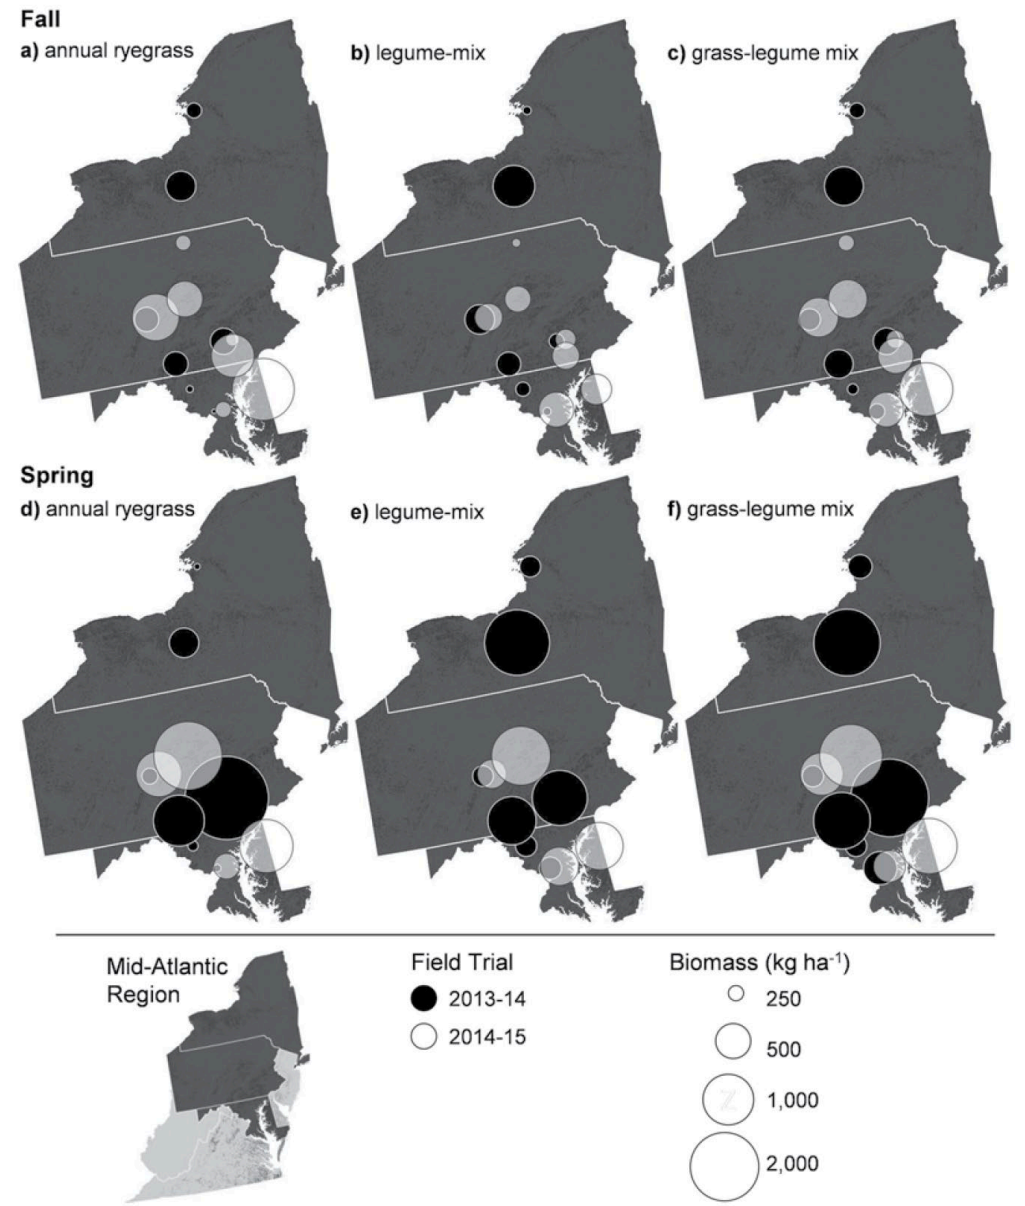 Fall
a) annual ryegrass
b) legume-mix
c) grass-legume mix
Spring
d) annual ryegrass
e) legume-mix
f) grass-legume mix
Mid-Atlantic
Region
Field Trial
2013-14
2014-15
Biomass (kg ha-1)
250
500
1,000
2,000